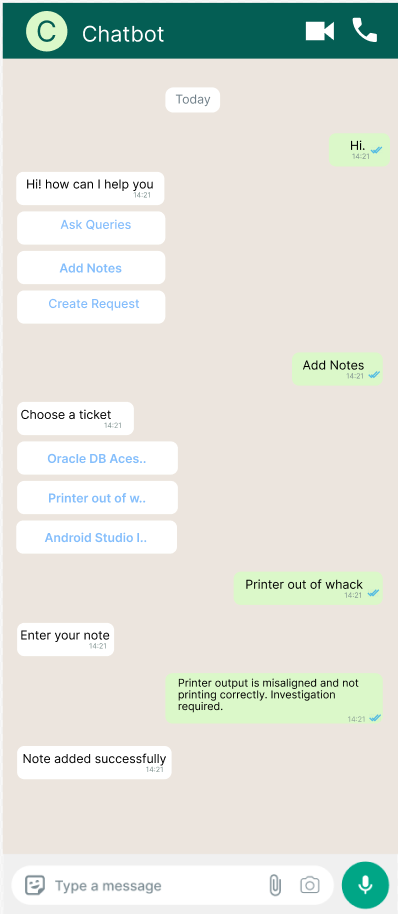 C Chatbot
Today
Hi.
14:21
Hi! how can I help you
14:21
Ask Queries
Add Notes
Create Request
Add Notes
14:21
Choose a ticket
14:21
Oracle DB Aces..
Printer out of w..
Android Studio I..
Printer out of whack
14:21
Enter your note
14:21
Printer output is misaligned and not
printing correctly. Investigation
required.
14:21
Note added successfully
14:21
Type a message